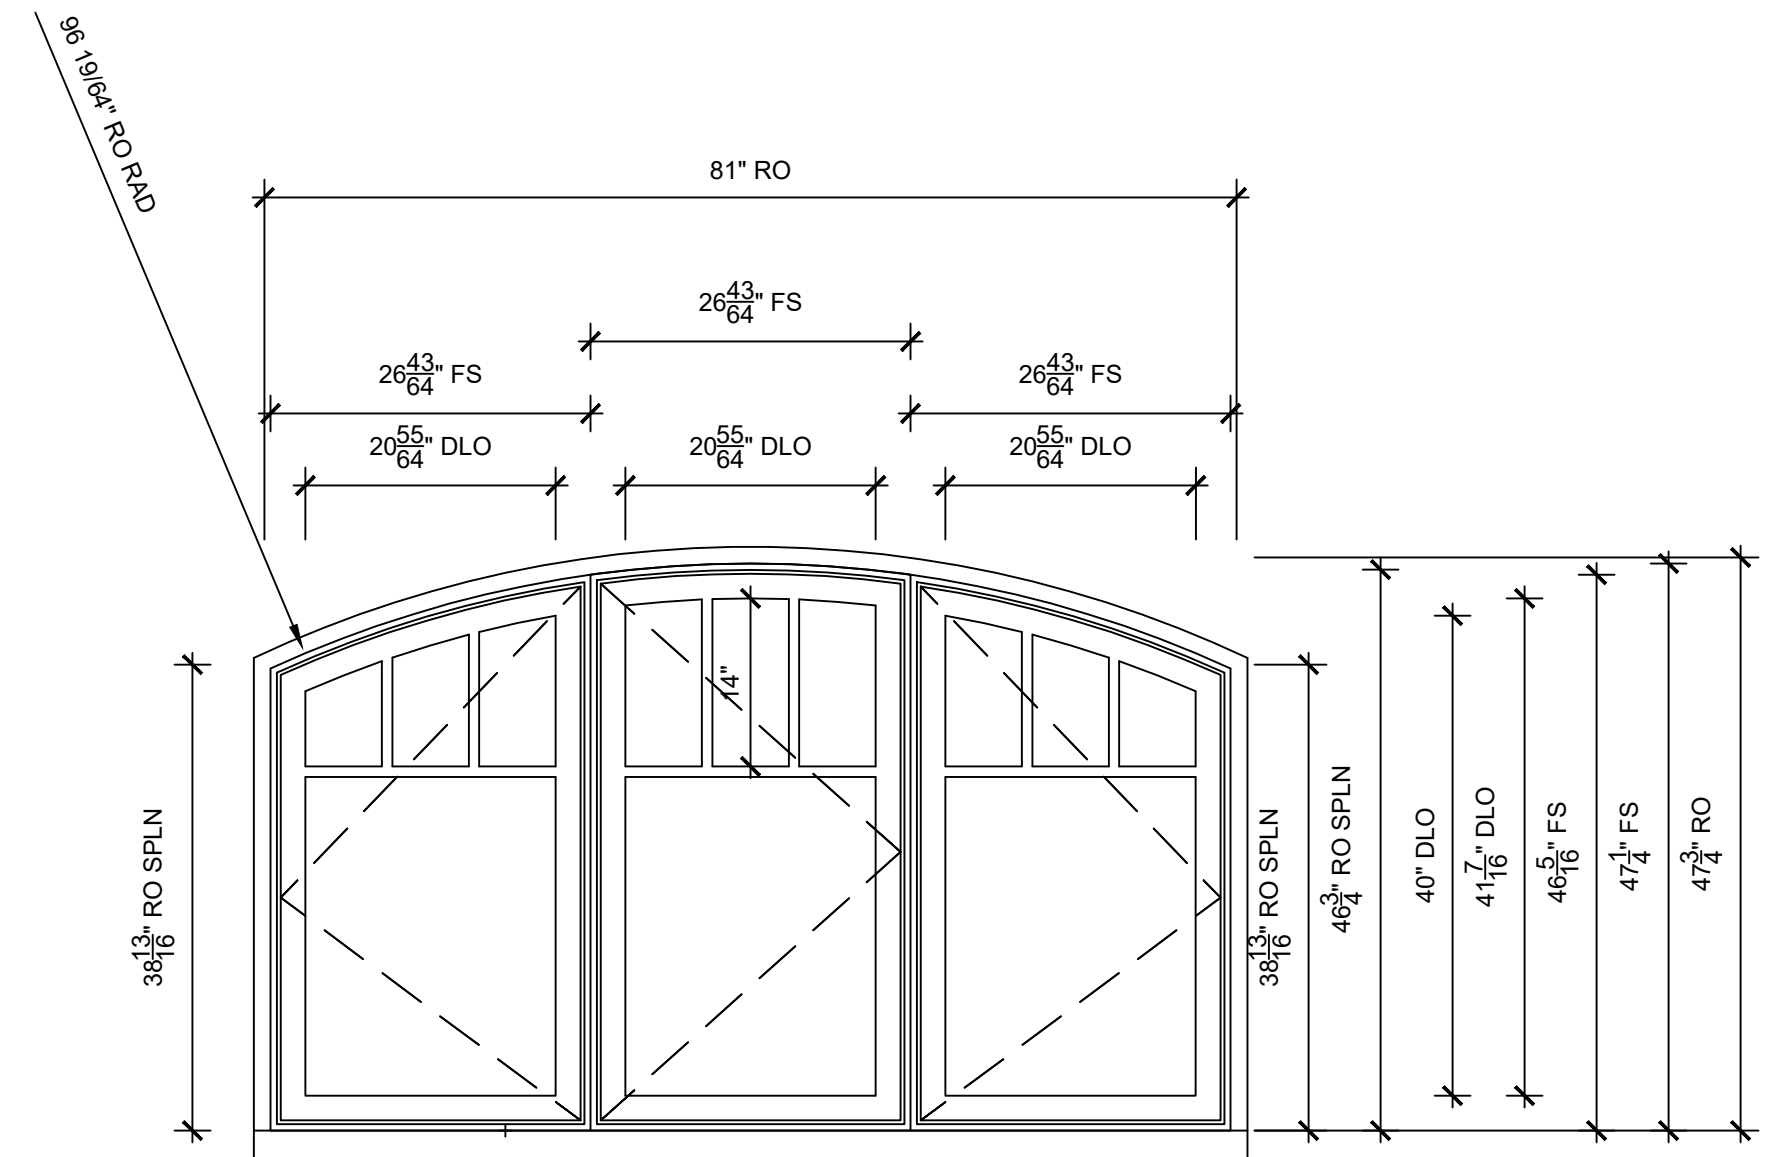 96 19/64" RO RAD
81" RO
26 43/64" FS
26 43/64" FS
26 43/64" FS
20 55/64" DLO
20 55/64" DLO
20 55/64" DLO
14"
38 13/16" RO SPLN
38 13/16" RO SPLN
46 3/4" RO SPLN
40" DLO
41 7/16" DLO
46 5/16" FS
47 1/4" FS
47 3/4" RO